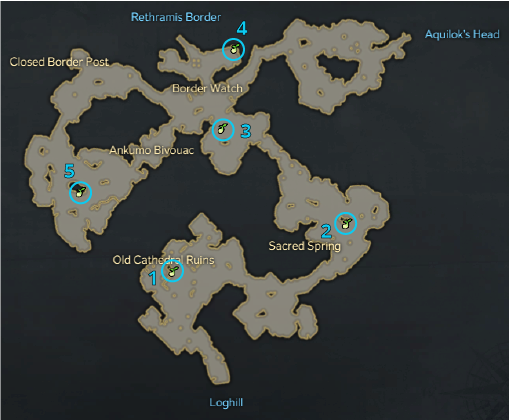 Rethramis Border
4
Aquilok's Head
Closed Border Post
Border Watch
3
Ankumo Bivouac
5
2
Sacred Spring
Old Cathedral Ruins
1
Loghill